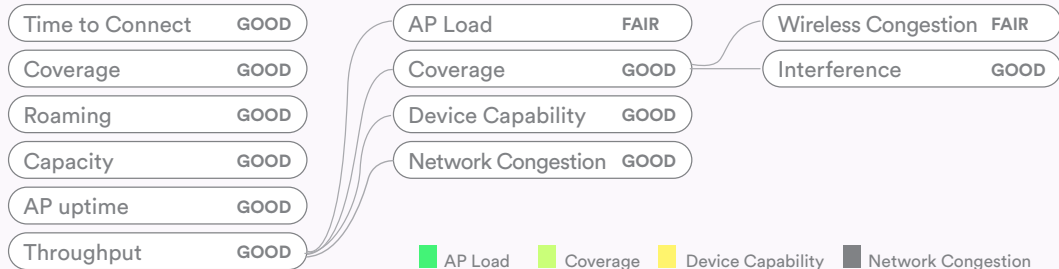 Time to Connect GOOD
Coverage GOOD
Roaming GOOD
Capacity GOOD
AP uptime GOOD
Throughput GOOD
AP Load FAIR
Coverage GOOD
Device Capability GOOD
Network Congestion GOOD
Wireless Congestion FAIR
Interference GOOD
AP Load Coverage Device Capability Network Congestion